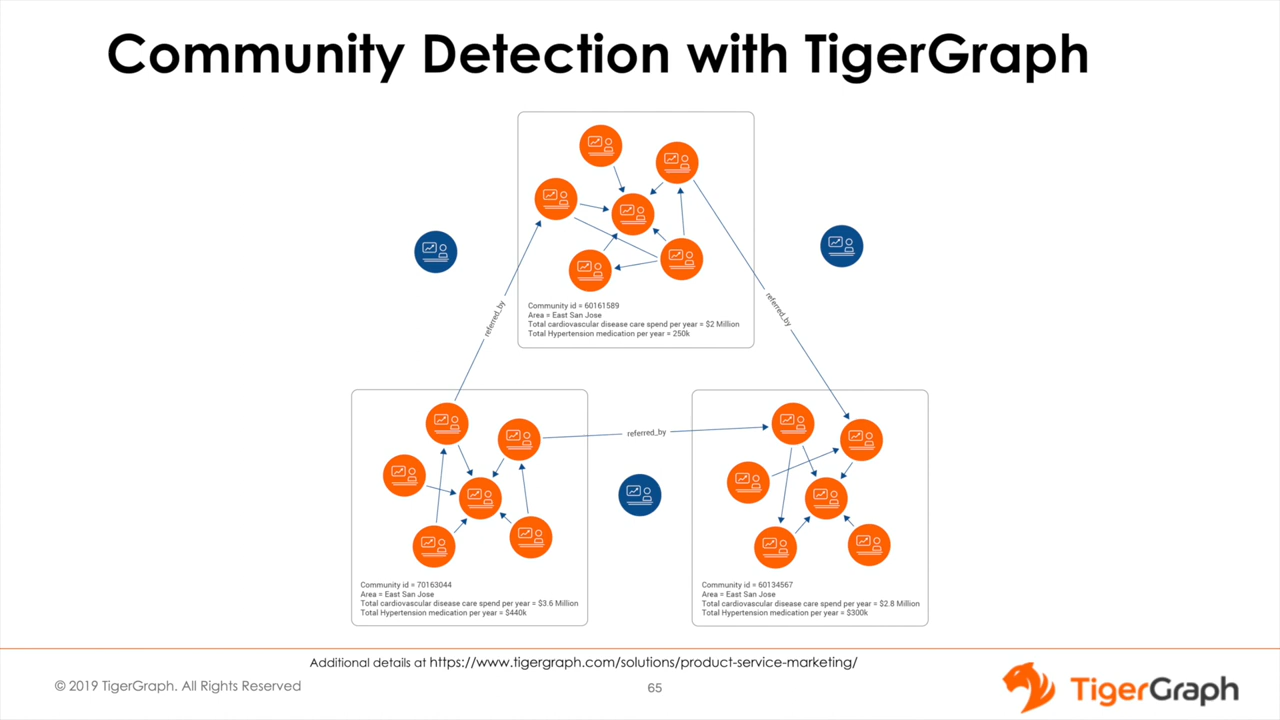 Community Detection with TigerGraph
Community id = 60161589
Area = East San Jose
Total cardiovascular disease care spend per year = $2 Million
Total Hypertension medication per year = 250k
referred_by
referred_by
referred_by
Community id = 70163044
Area = East San Jose
Total cardiovascular disease care spend per year = $3.6 Million
Total Hypertension medication per year = $440k
Community id = 60134567
Area = East San Jose
Total cardiovascular disease care spend per year = $2.8 Million
Total Hypertension medication per year = $300k
Additional details at https://www.tigergraph.com/solutions/product-service-marketing/
© 2019 TigerGraph. All Rights Reserved
65
TigerGraph